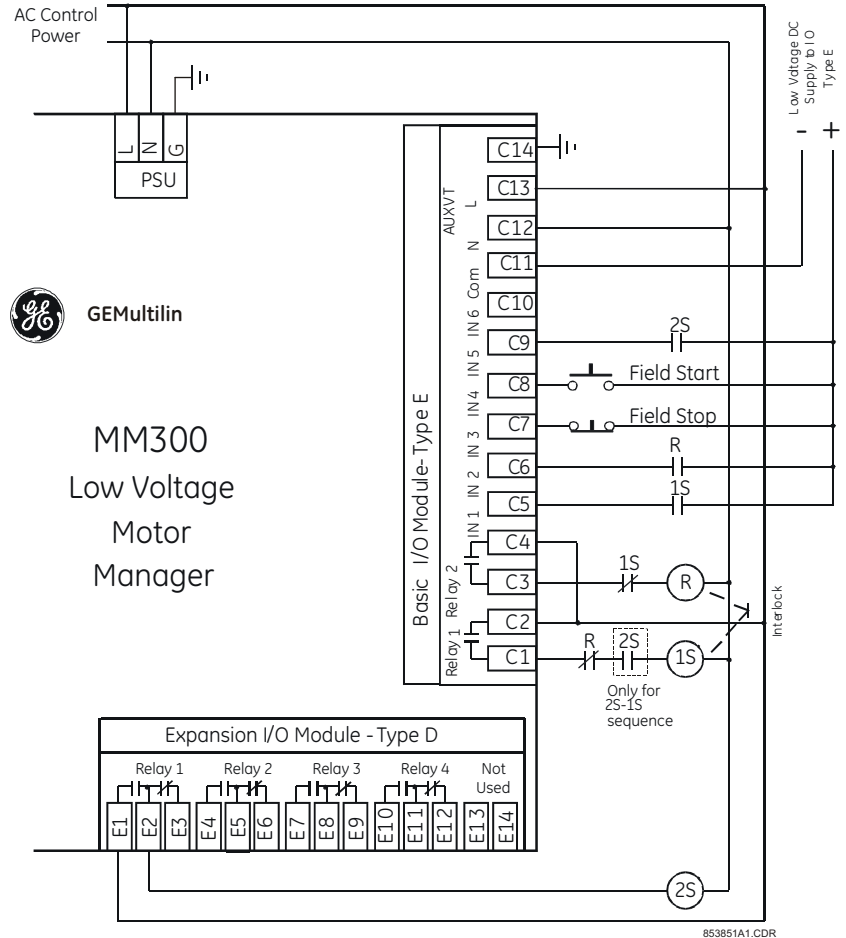 AC Control
Power
Low Voltage DC
Supply to IO
Type E
-
+
L
N
G
PSU
GEMultilin
MM300
Low Voltage
Motor
Manager
Basic I/O Module-Type E
AUXVT
L
N
Com
IN 6
IN 5
IN 4
IN 3
IN 2
IN 1
Relay 2
Relay 1
C14
C13
C12
C11
C10
C9
C8
C7
C6
C5
C4
C3
C2
C1
2S
Field Start
Field Stop
R
1S
1S
R
Interlock
R
2S
1S
Only for
2S-1S
sequence
Expansion I/O Module - Type D
Relay 1
Relay 2
Relay 3
Relay 4
Not
Used
E1
E2
E3
E4
E5
E6
E7
E8
E9
E10
E11
E12
E13
E14
2S
853851A1.CDR